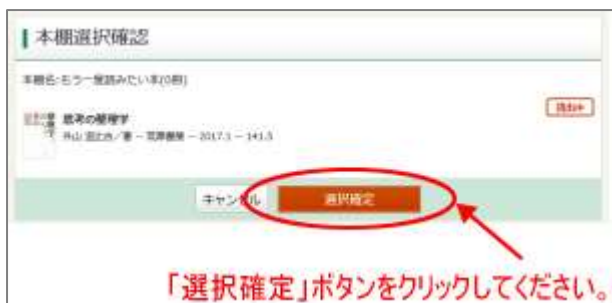 本棚選択確認
本棚名:もう一度読みたい本(0冊)
思考の整理学
外山 滋比古/著 － 筑摩書房 － 2017.1 － 141.5
貸出中
キャンセル
選択確定
「選択確定」ボタンをクリックしてください。